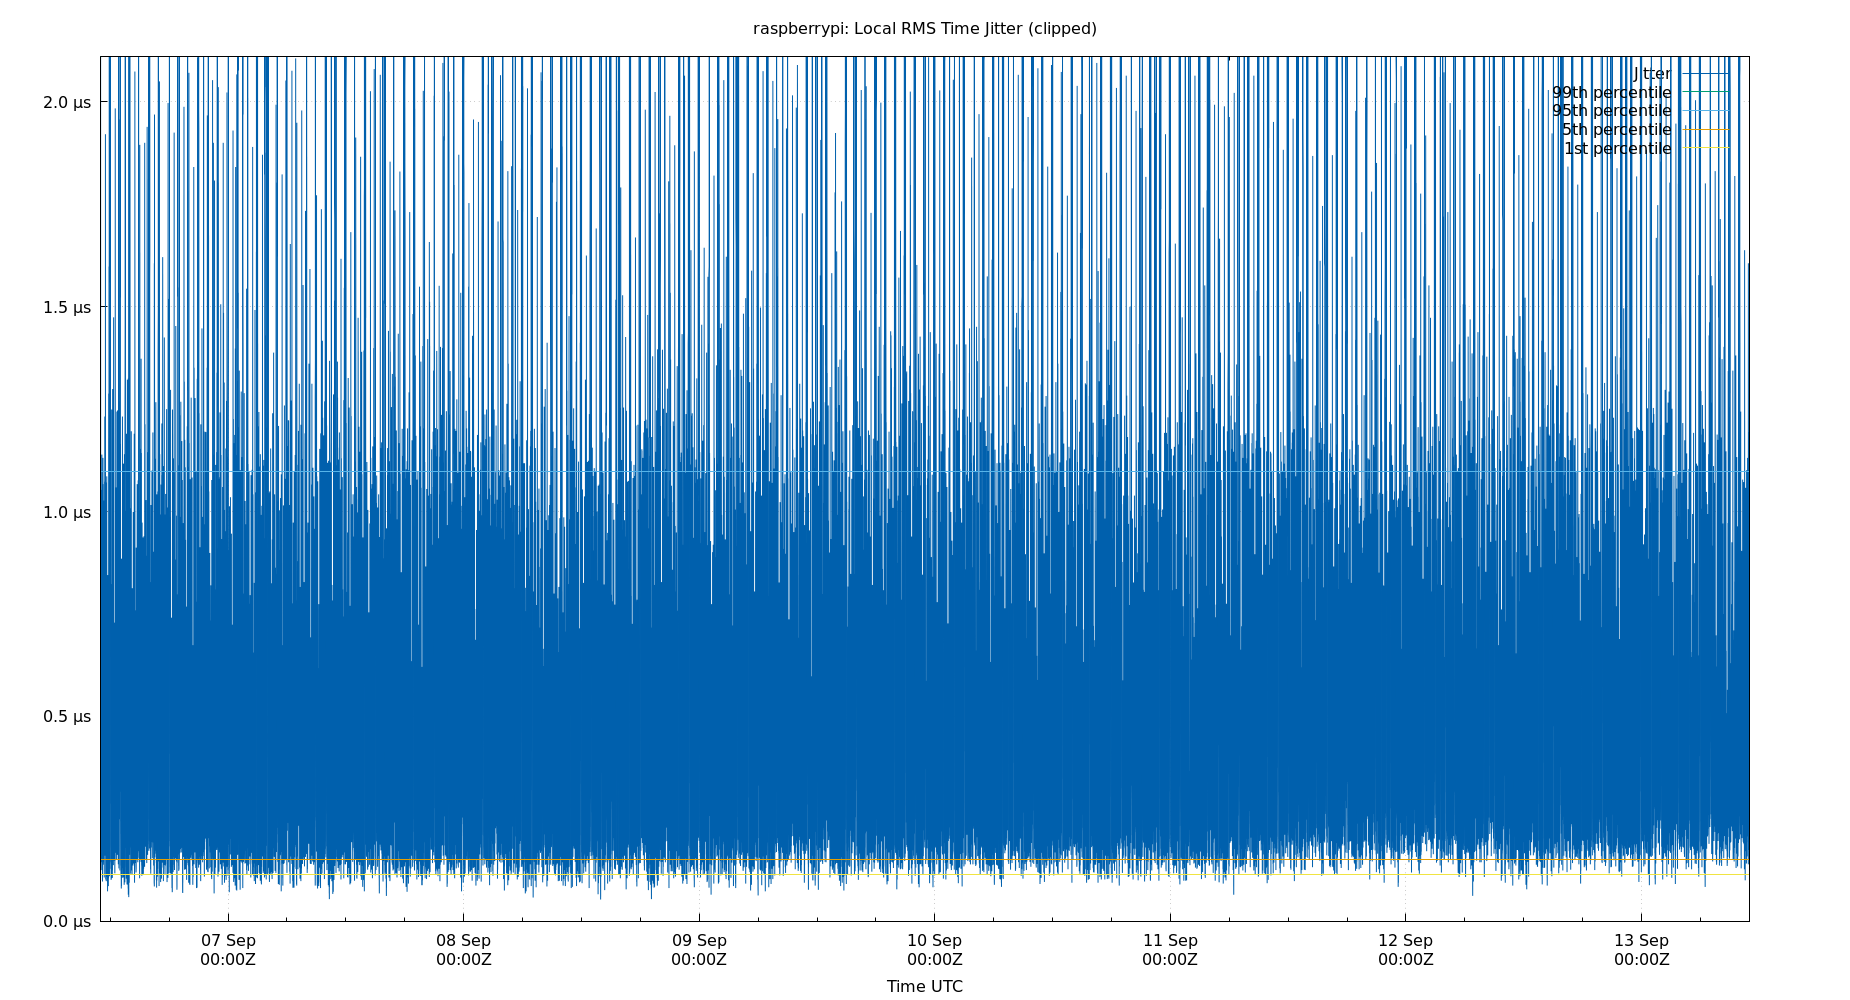 raspberrypi: Local RMS Time Jitter (clipped)
Jitter
99th percentile
95th percentile
5th percentile
1st percentile
2.0 µs
1.5 µs
1.0 µs
0.5 µs
0.0 µs
07 Sep 08 Sep 09 Sep 10 Sep 11 Sep 12 Sep 13 Sep
00:00Z 00:00Z 00:00Z 00:00Z 00:00Z 00:00Z 00:00Z
Time UTC